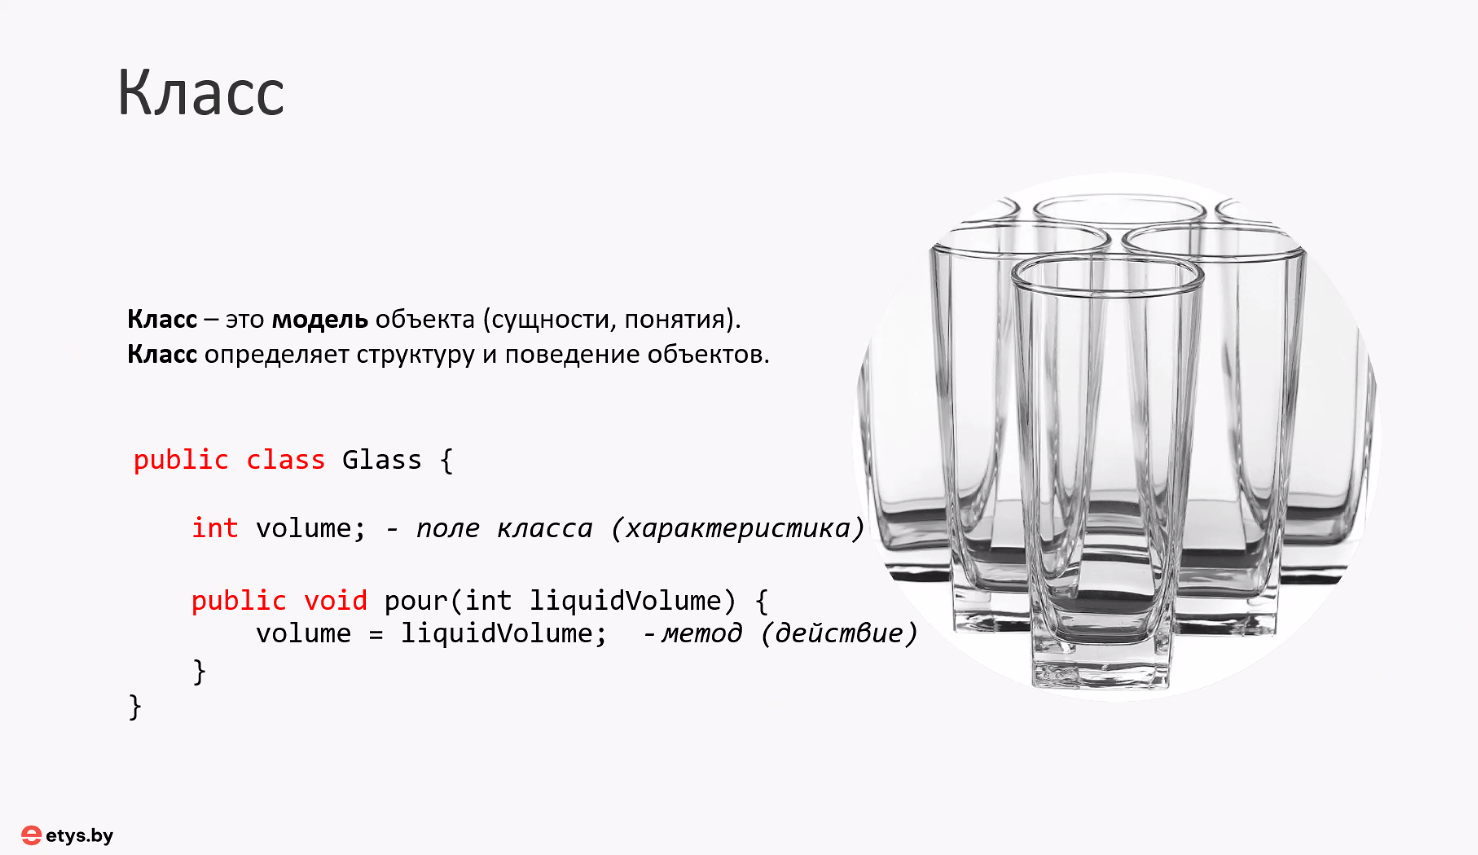 Класс
Класс – это модель объекта (сущности, понятия).
Класс определяет структуру и поведение объектов.
public class Glass {
int volume; - поле класса (характеристика)
public void pour(int liquidVolume) {
volume = liquidVolume; - метод (действие)
}
}
etys.by